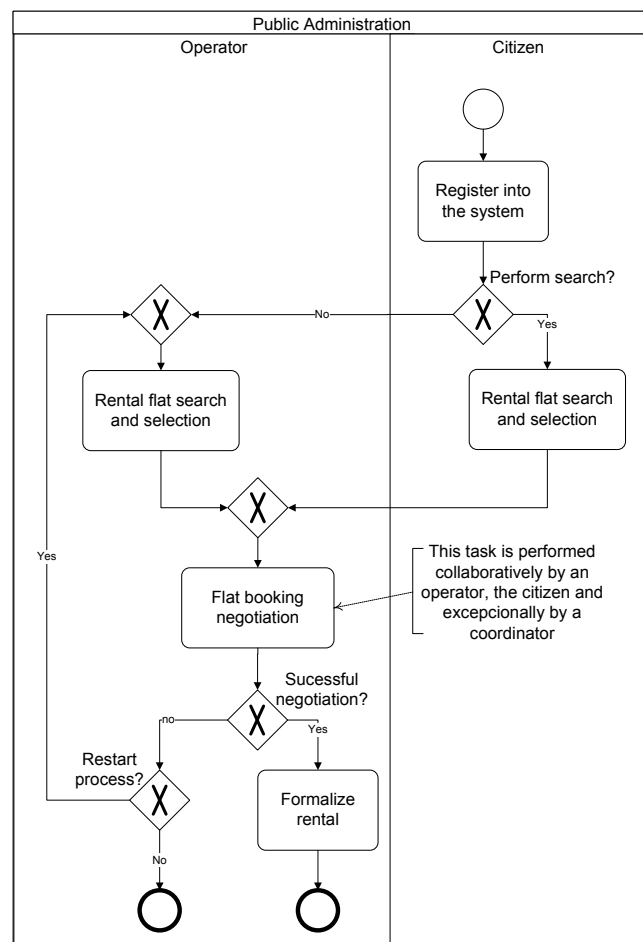 Public Administration
Operator
Citizen
Register into
the system
Perform search?
No
Yes
Rental flat search
and selection
Rental flat search
and selection
Yes
This task is performed
collaboratively by an
operator, the citizen and
excepcionally by a
coordinator
Flat booking
negotiation
Sucessful
negotiation?
no
Yes
Restart
process?
Formalize
rental
No